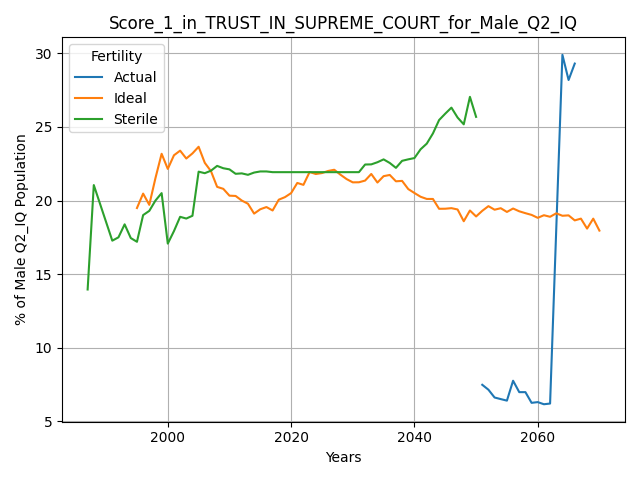 Score_1_in_TRUST_IN_SUPREME_COURT_for_Male_Q2_IQ
Fertility
Actual
Ideal
Sterile
% of Male Q2_IQ Population
30
25
20
15
10
5
2000
2020
2040
2060
Years